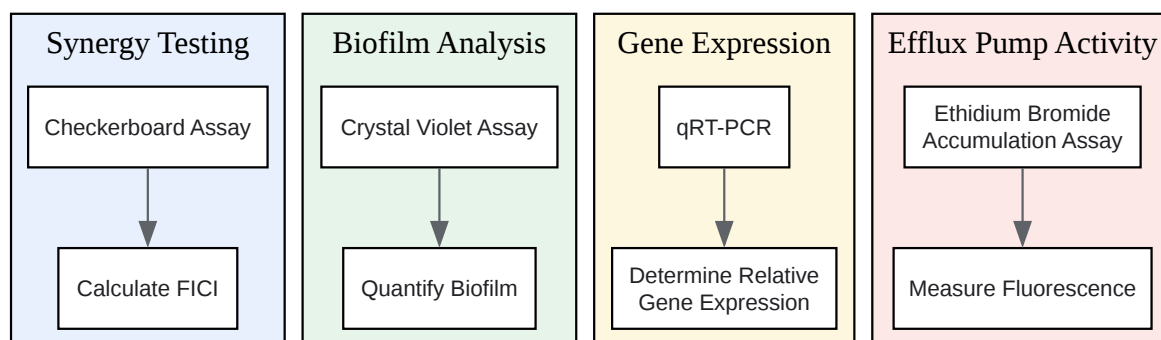 Synergy Testing
Checkerboard Assay
Calculate FICI
Biofilm Analysis
Crystal Violet Assay
Quantify Biofilm
Gene Expression
qRT-PCR
Determine Relative
Gene Expression
Efflux Pump Activity
Ethidium Bromide
Accumulation Assay
Measure Fluorescence